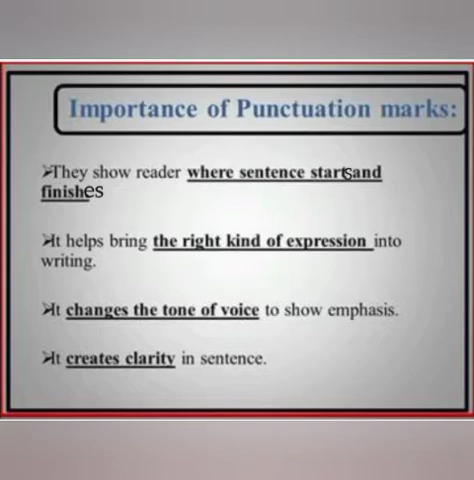 Importance of Punctuation marks:
➢They show reader where sentence starts and
finishes
➢It helps bring the right kind of expression into
writing.
➢It changes the tone of voice to show emphasis.
➢It creates clarity in sentence.